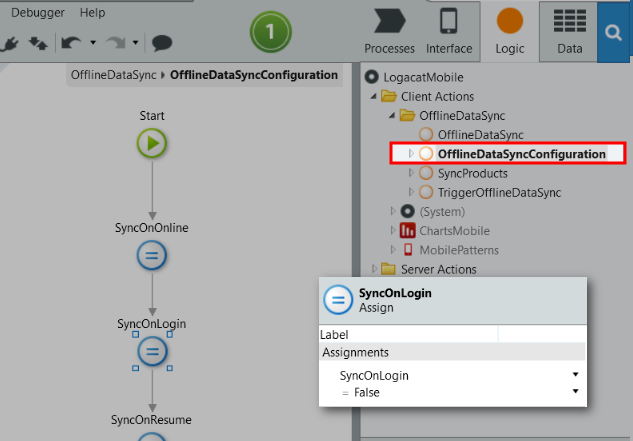 Debugger Help
1
Processes
Interface
Logic
Data
OfflineDataSync OfflineDataSyncConfiguration
Start
SyncOnOnline
SyncOnLogin
SyncOnResume
LogacatMobile
Client Actions
OfflineDataSync
OfflineDataSync
OfflineDataSyncConfiguration
SyncProducts
TriggerOfflineDataSync
(System)
ChartsMobile
MobilePatterns
Server Actions
SyncOnLogin
Assign
Label
Assignments
SyncOnLogin
= False